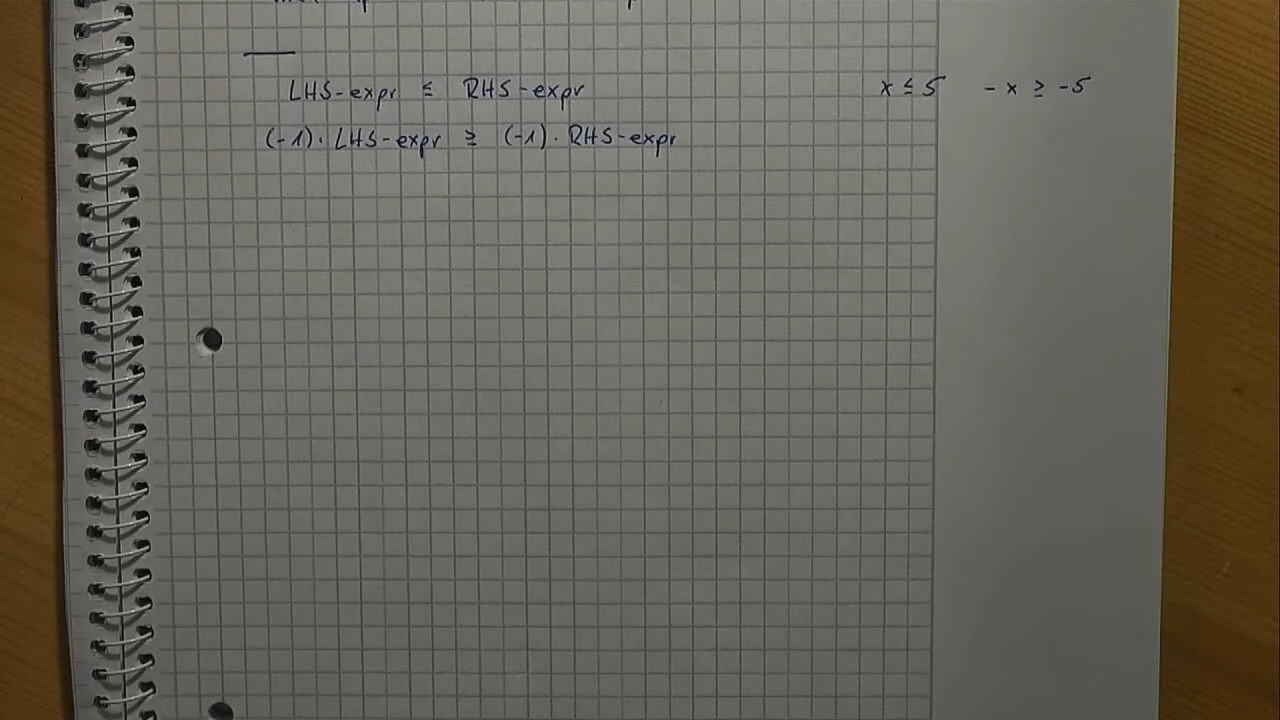 LHS-expr ≤ RHS-expr x ≤ 5 -x ≥ -5
(-1). LHS-expr ≥ (-1). RHS-expr